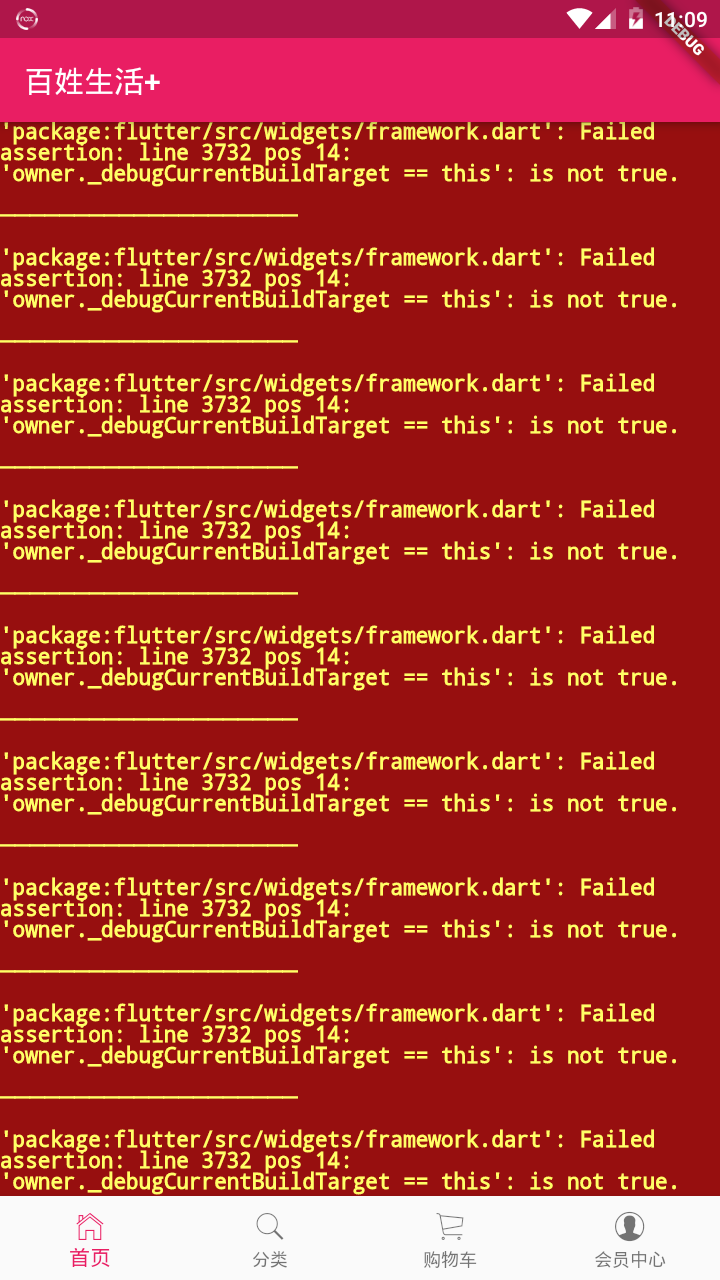 nox
11:09
DEBUG
百姓生活+
'package:flutter/src/widgets/framework.dart': Failed
assertion: line 3732 pos 14:
'owner._debugCurrentBuildTarget == this': is not true.
'package:flutter/src/widgets/framework.dart': Failed
assertion: line 3732 pos 14:
'owner._debugCurrentBuildTarget == this': is not true.
'package:flutter/src/widgets/framework.dart': Failed
assertion: line 3732 pos 14:
'owner._debugCurrentBuildTarget == this': is not true.
'package:flutter/src/widgets/framework.dart': Failed
assertion: line 3732 pos 14:
'owner._debugCurrentBuildTarget == this': is not true.
'package:flutter/src/widgets/framework.dart': Failed
assertion: line 3732 pos 14:
'owner._debugCurrentBuildTarget == this': is not true.
'package:flutter/src/widgets/framework.dart': Failed
assertion: line 3732 pos 14:
'owner._debugCurrentBuildTarget == this': is not true.
'package:flutter/src/widgets/framework.dart': Failed
assertion: line 3732 pos 14:
'owner._debugCurrentBuildTarget == this': is not true.
'package:flutter/src/widgets/framework.dart': Failed
assertion: line 3732 pos 14:
'owner._debugCurrentBuildTarget == this': is not true.
'package:flutter/src/widgets/framework.dart': Failed
assertion: line 3732 pos 14:
'owner._debugCurrentBuildTarget == this': is not true.
首页 分类 购物车 会员中心